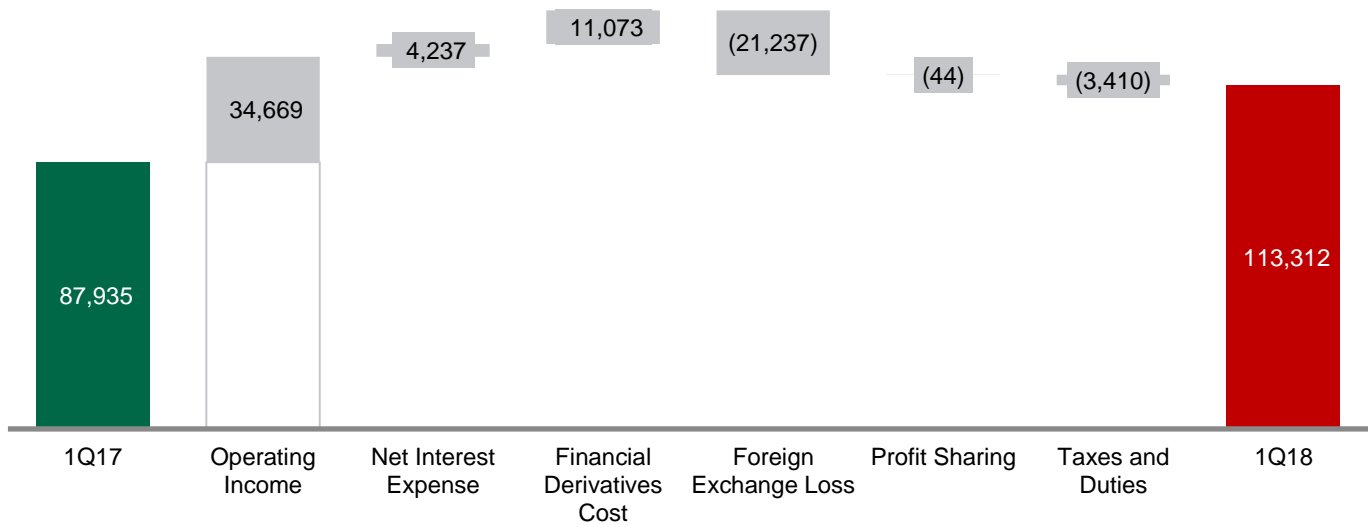 11,073
(21,237)
4,237
(44)
(3,410)
34,669
113,312
87,935
1Q17
Operating
Income
Net Interest
Expense
Financial
Derivatives
Cost
Foreign
Exchange Loss
Profit Sharing
Taxes and
Duties
1Q18